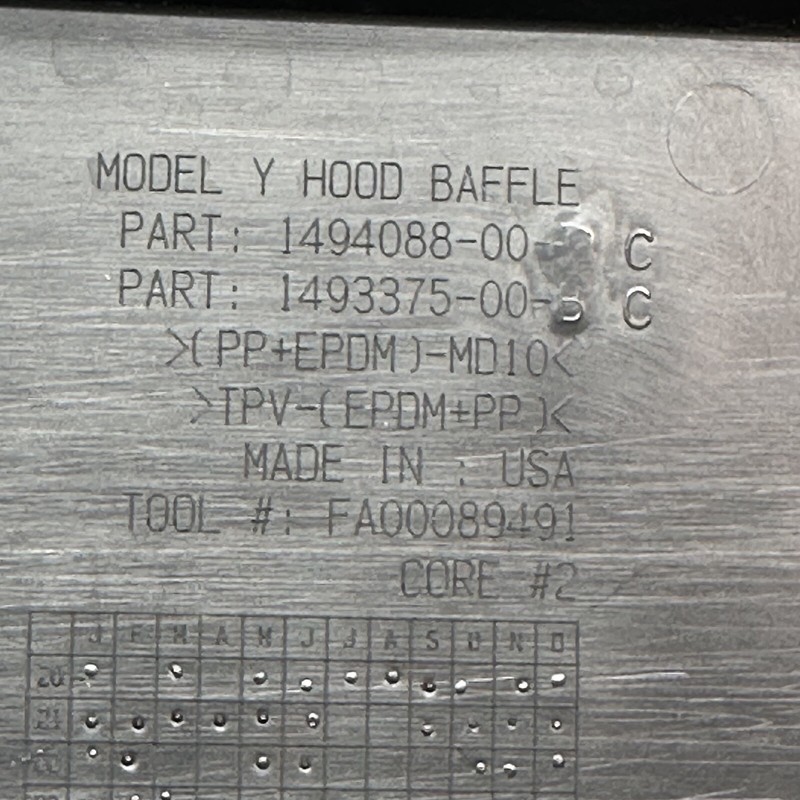 MODEL Y HOOD BAFFLE
PART: 1494088-00- C
PART: 1493375-00- C
>(PP+EPDM)-MD10<
>TPV-(EPDM+PP)<
MADE IN : USA
TOOL #: FA00089491
CORE #2
J F M A M J J A S O N D
20
21